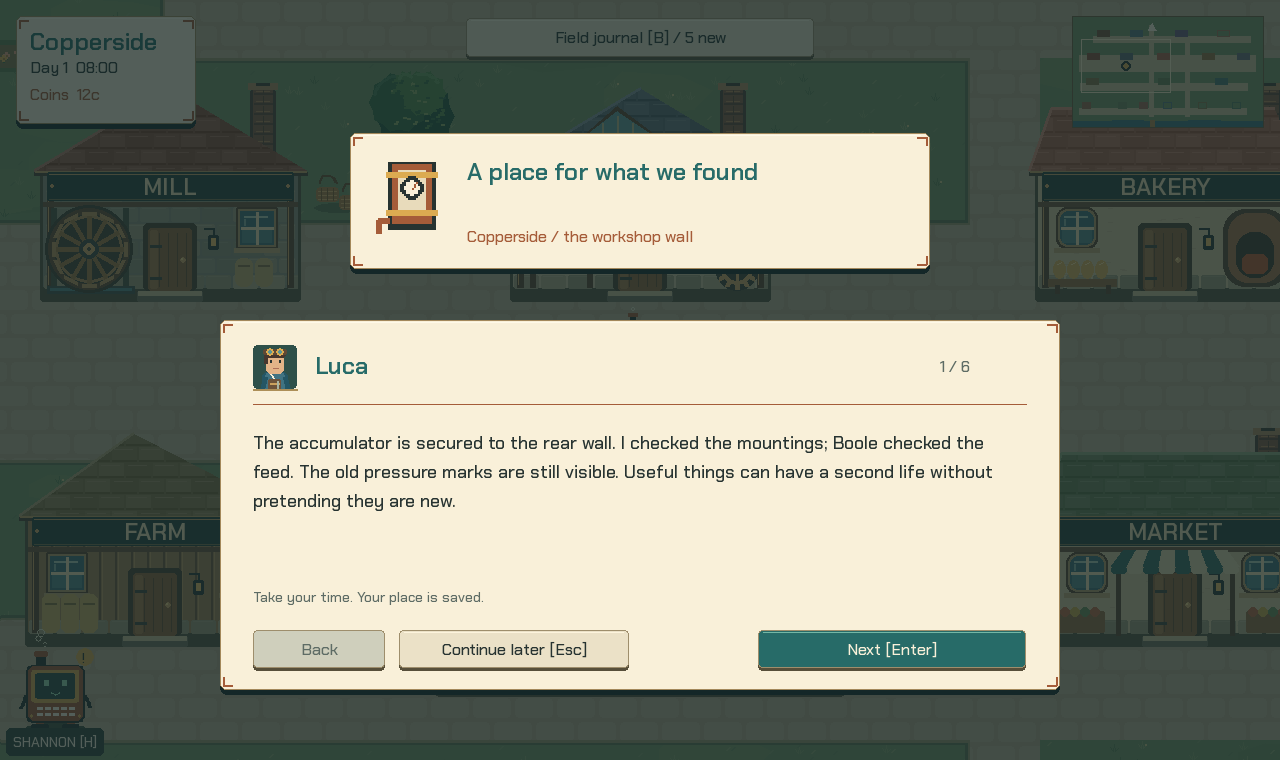 Copperside
Day 1 08:00
Coins 12c
Field journal [B] / 5 new
MILL
BAKERY
A place for what we found
Copperside / the workshop wall
Luca
1 / 6
The accumulator is secured to the rear wall. I checked the mountings; Boole checked the
feed. The old pressure marks are still visible. Useful things can have a second life without
pretending they are new.
FARM
MARKET
Take your time. Your place is saved.
Back
Continue later [Esc]
Next [Enter]
SHANNON [H]